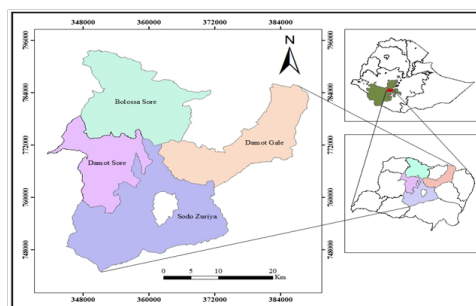 348000 360000 372000 384000
796000
784000
772000
760000
748000
N
Bolossa Sore
Damot Gale
Damot Sore
Sodo Zuriya
0 5 10 20
Km
796000
784000
772000
760000
748000
348000 360000 372000 384000